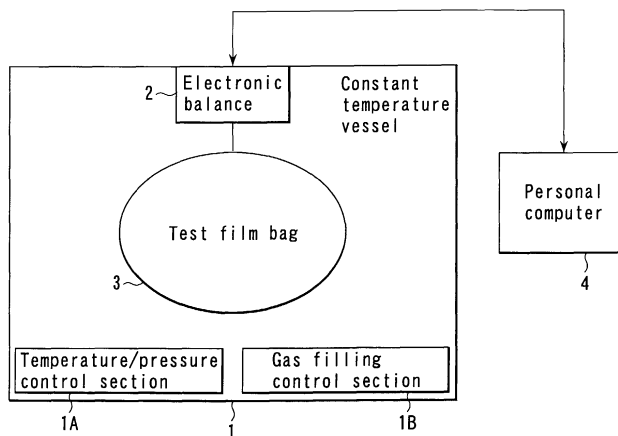 Electronic
balance
2
Constant
temperature
vessel
Personal
computer
Test film bag
3
4
Temperature/pressure
control section
Gas filling
control section
1A
1
1B